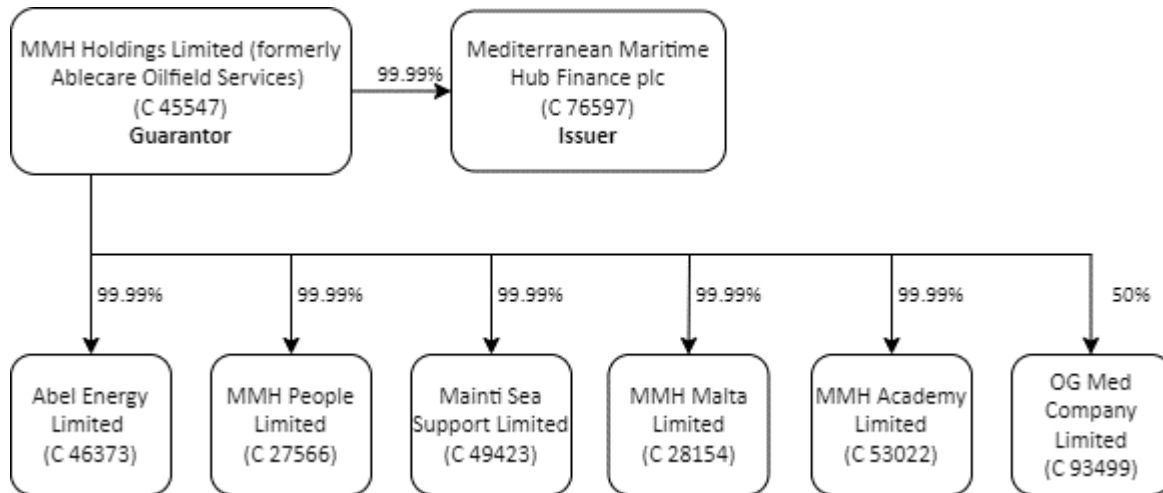 MMH Holdings Limited (formerly
Ablecare Oilfield Services)
(C 45547)
Guarantor
99.99%
Mediterranean Maritime
Hub Finance plc
(C 76597)
Issuer
99.99%
99.99%
99.99%
99.99%
99.99%
50%
Abel Energy
Limited
(C 46373)
MMH People
Limited
(C 27566)
Mainti Sea
Support Limited
(C 49423)
MMH Malta
Limited
(C 28154)
MMH Academy
Limited
(C 53022)
OG Med
Company
Limited
(C 93499)